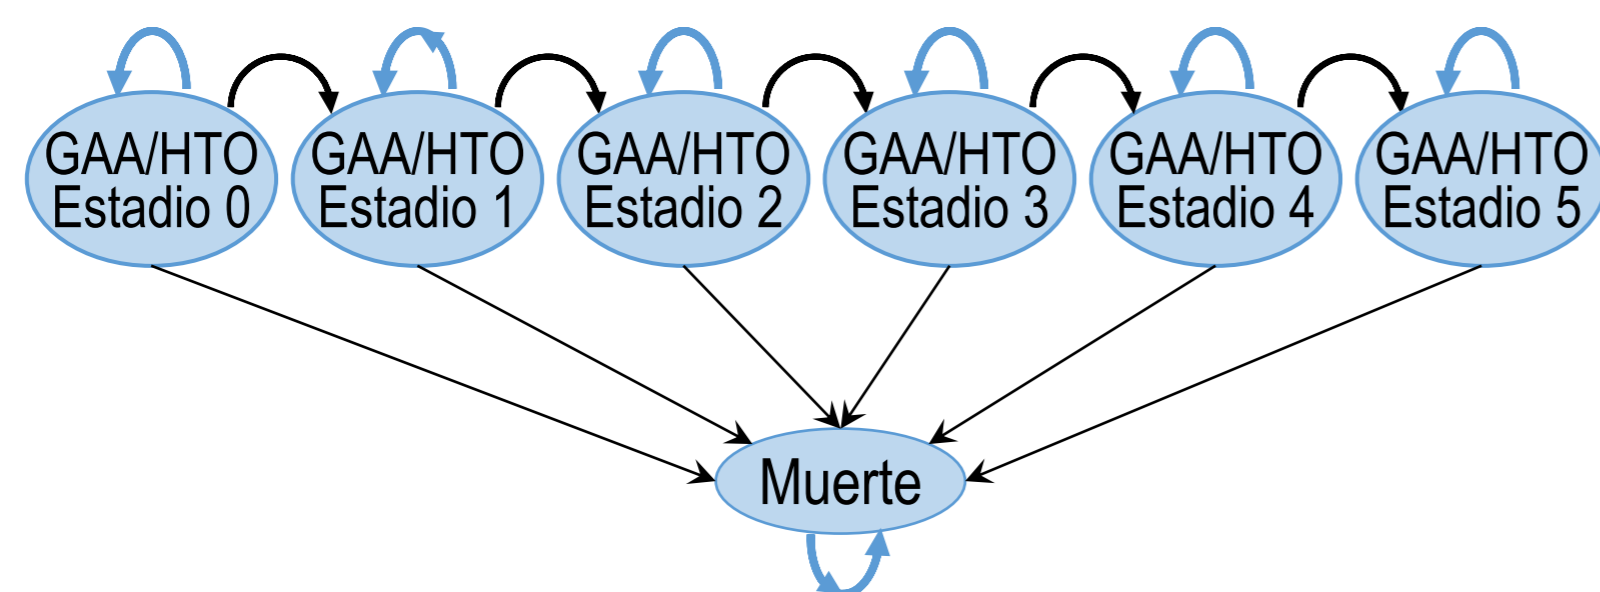 GAA/HTO
Estadio 0
GAA/HTO
Estadio 1
GAA/HTO
Estadio 2
GAA/HTO
Estadio 3
GAA/HTO
Estadio 4
GAA/HTO
Estadio 5
Muerte